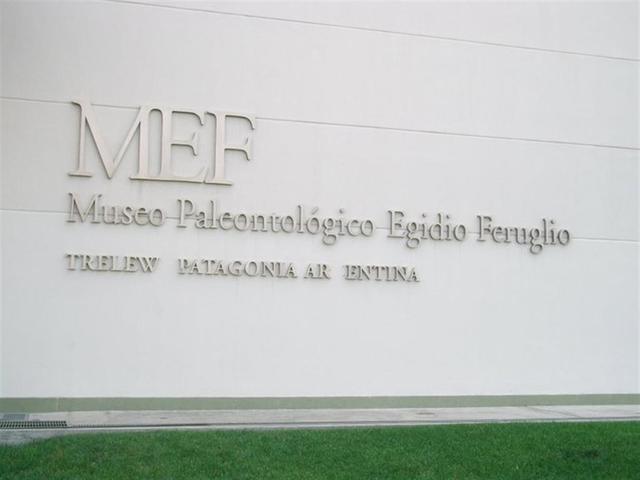 MEF
Museo Paleontológico Egidio Feruglio
TRELEW PATAGONIA AR ENTINA